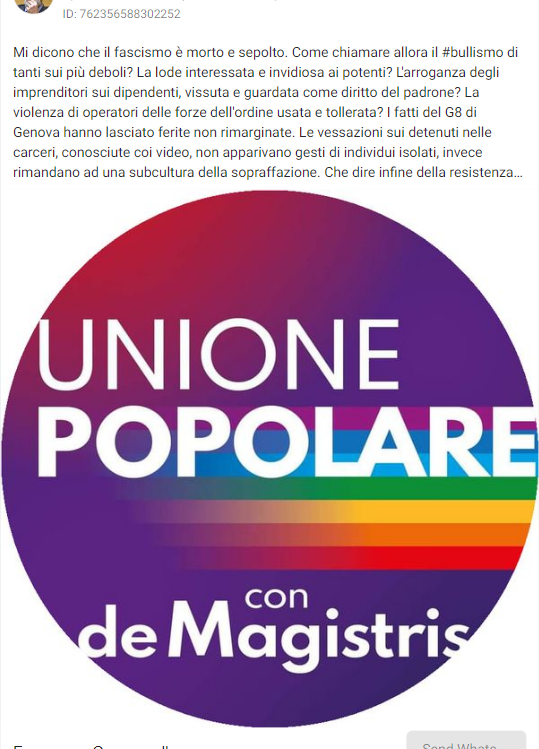 ID: 762356588302252
Mi dicono che il fascismo è morto e sepolto. Come chiamare allora il #bullismo di
tanti sui più deboli? La lode interessata e invidiosa ai potenti? L'arroganza degli
imprenditori sui dipendenti, vissuta e guardata come diritto del padrone? La
violenza di operatori delle forze dell'ordine usata e tollerata? I fatti del G8 di
Genova hanno lasciato ferite non rimarginate. Le vessazioni sui detenuti nelle
carceri, conosciute coi video, non apparivano gesti di individui isolati, invece
rimandano ad una subcultura della sopraffazione. Che dire infine della resistenza...
UNIONE
POPOLARE
con
de Magistris